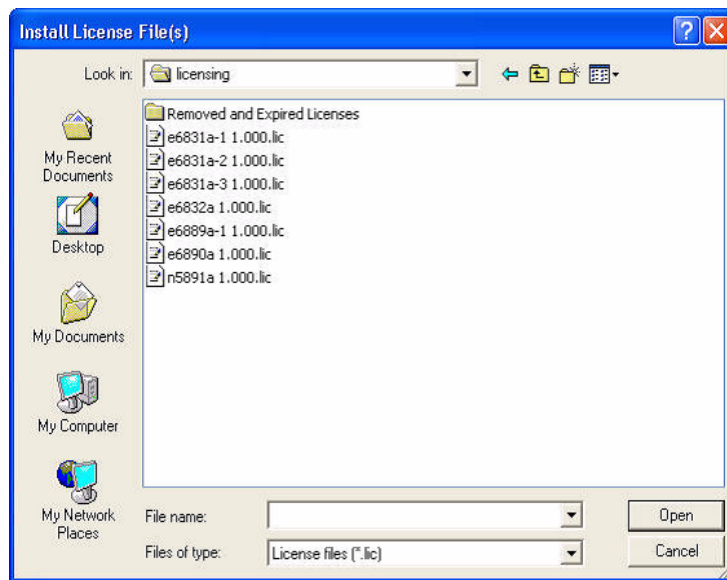 Install License File(s)
Look in:
licensing
My Recent
Documents
Desktop
My Documents
My Computer
My Network
Places
Removed and Expired Licenses
e6831a-1 1.000.lic
e6831a-2 1.000.lic
e6831a-3 1.000.lic
e6832a 1.000.lic
e6889a-1 1.000.lic
e6890a 1.000.lic
n5891a 1.000.lic
File name:
Open
Files of type:
License files (*.lic)
Cancel